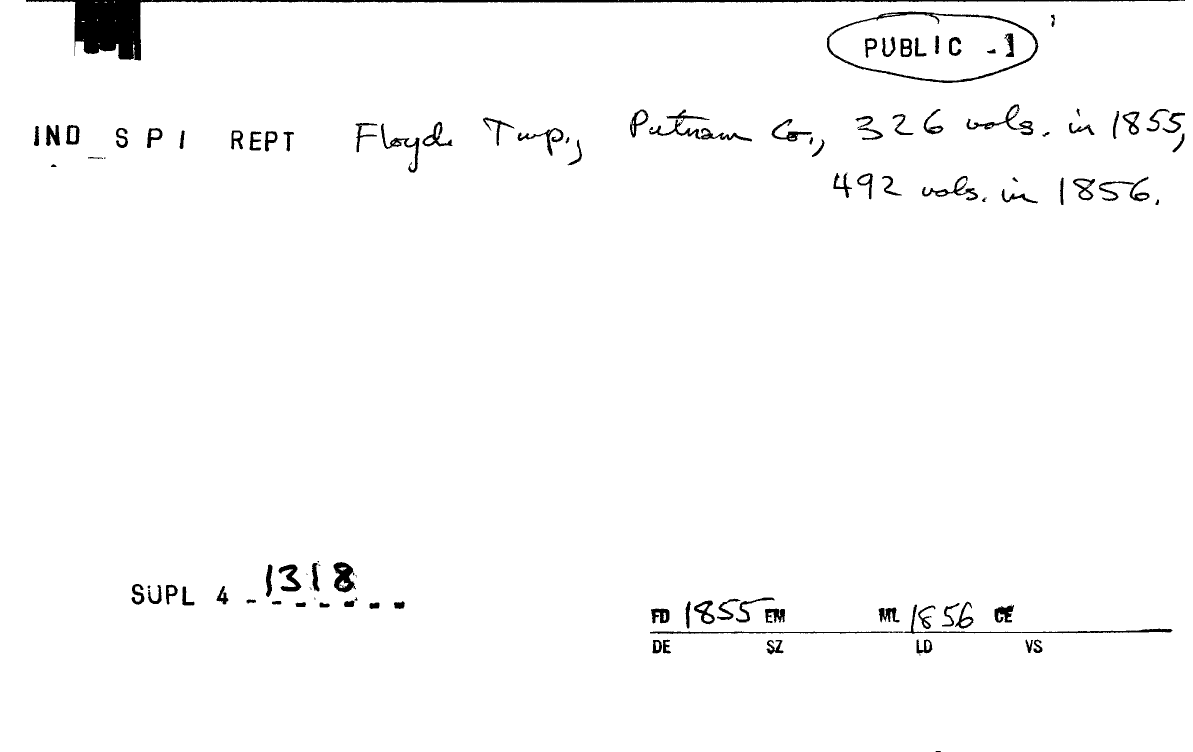 PUBLIC - 1
IND SPI REPT Floyd Twp., Putnam Co., 326 vols. in 1855,
492 vols. in 1856.
SUPL 4 - 1318
FD 1855 EM ML 1856 CE
DE SZ LD VS